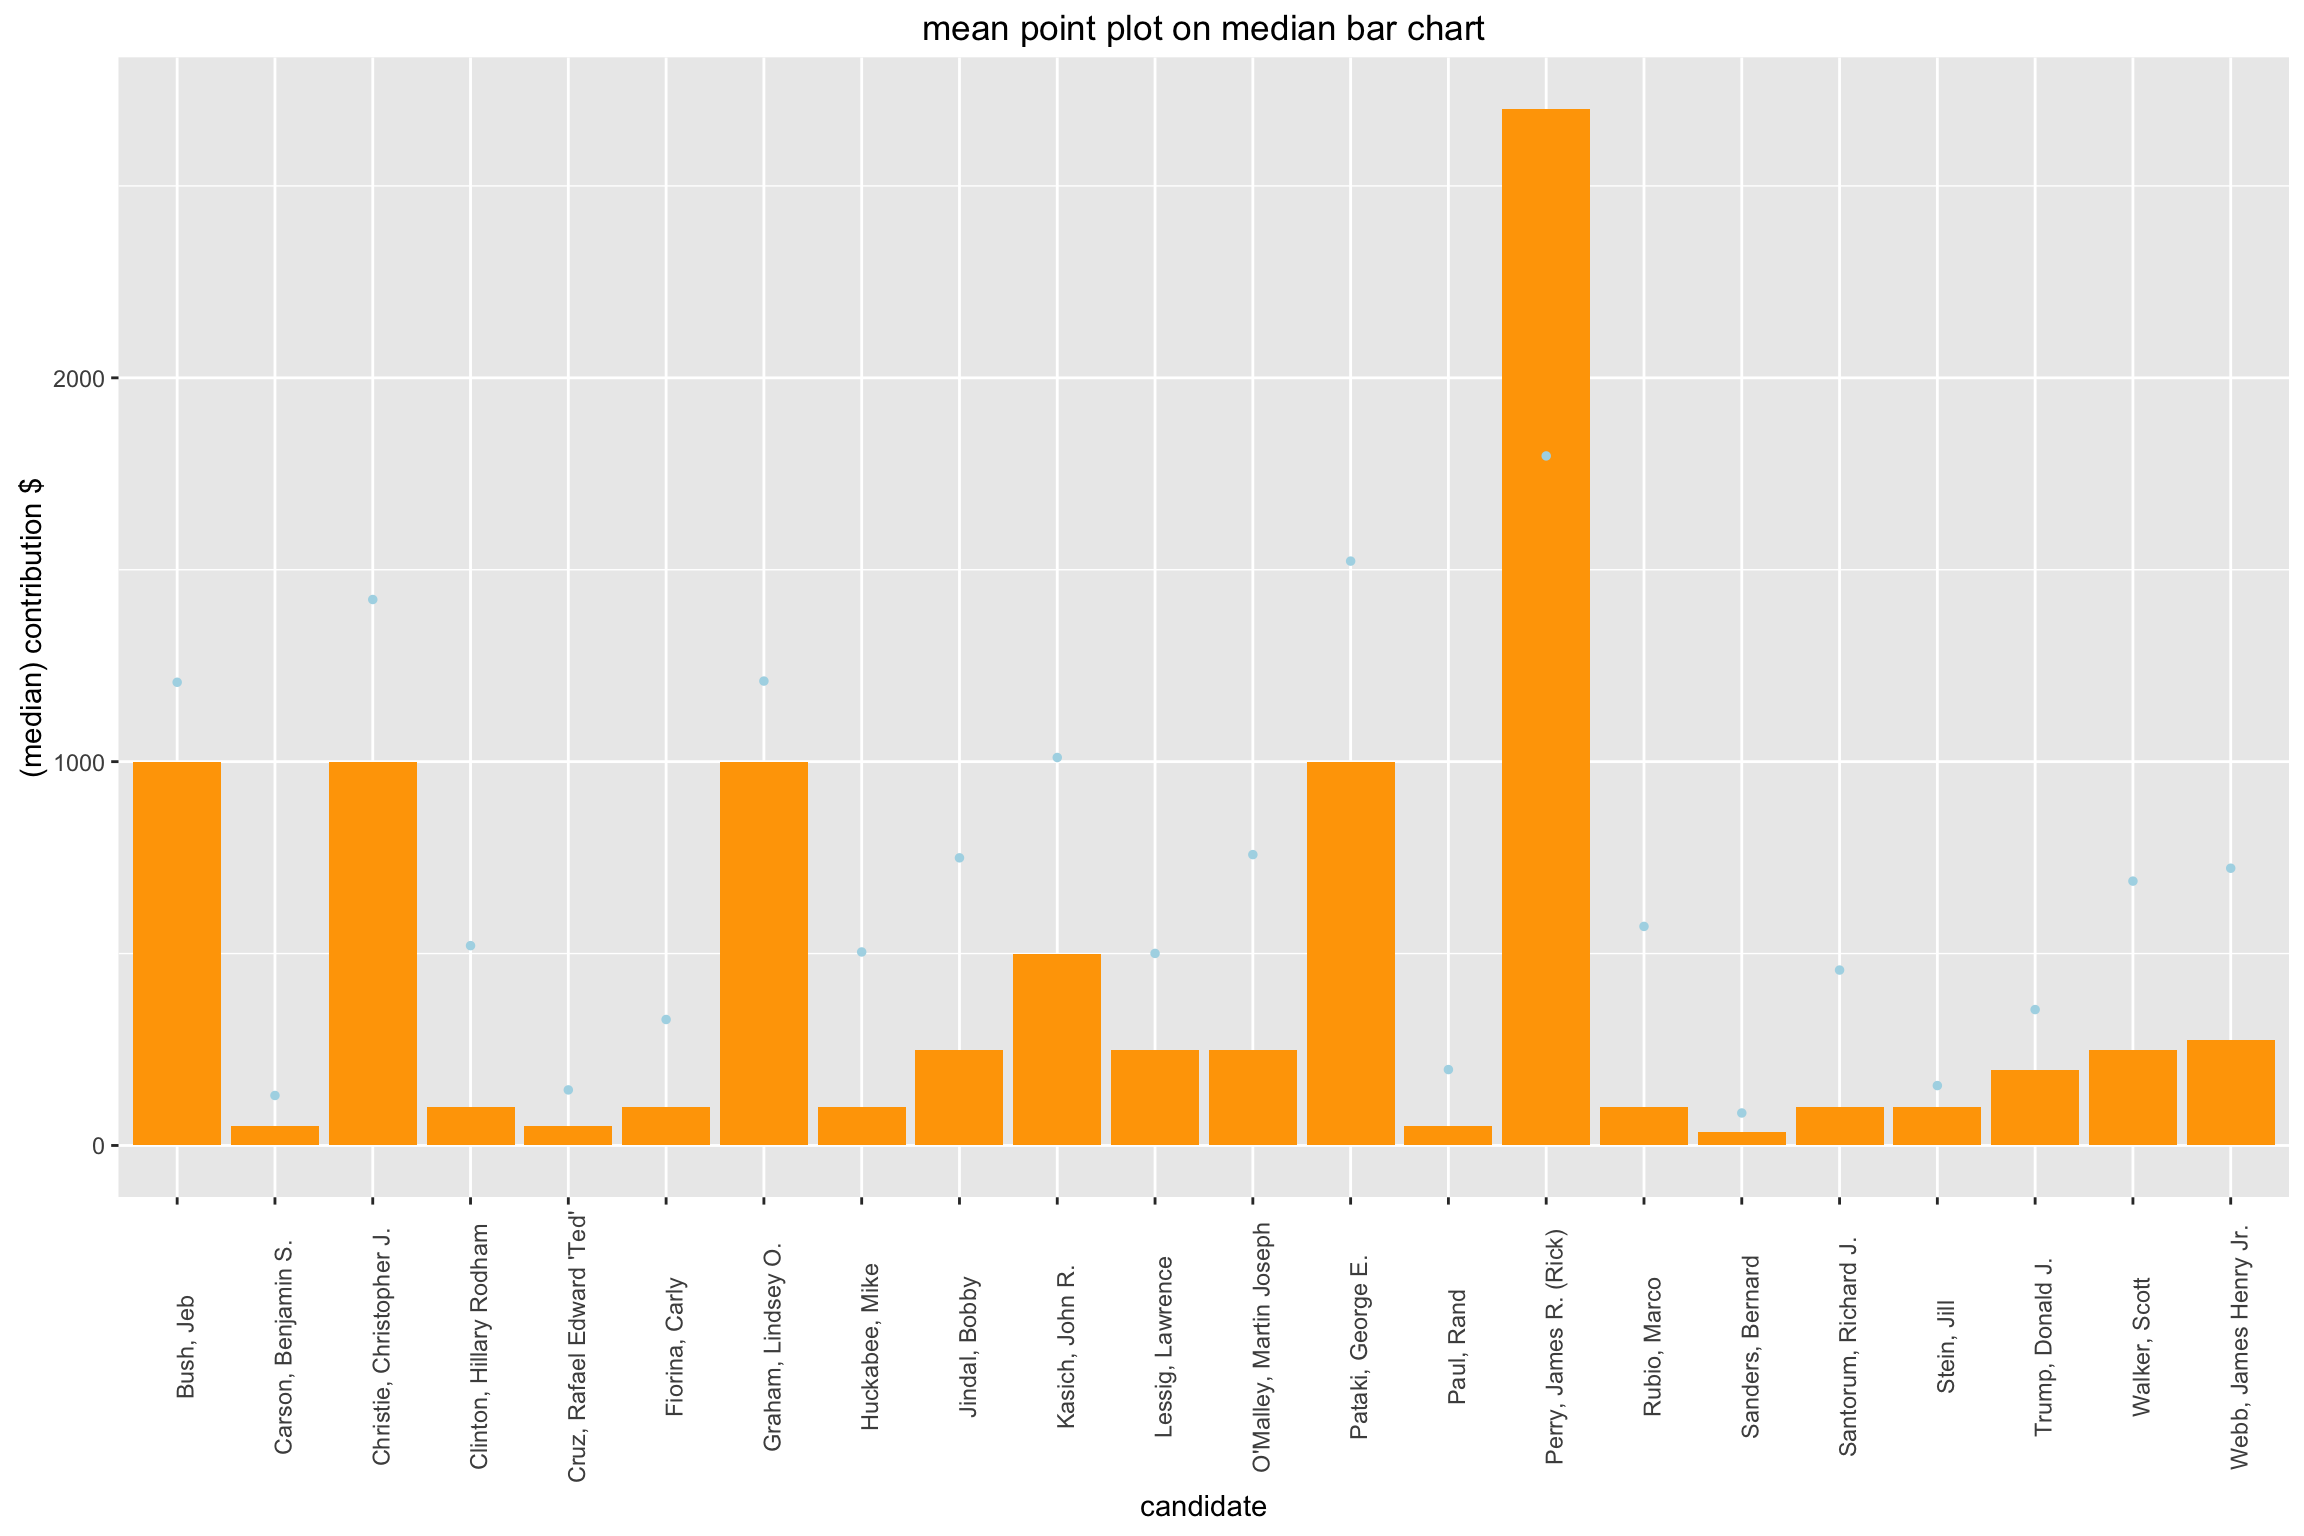 mean point plot on median bar chart
(median) contribution $
2000
1000
0
Bush, Jeb
Carson, Benjamin S.
Christie, Christopher J.
Clinton, Hillary Rodham
Cruz, Rafael Edward 'Ted'
Fiorina, Carly
Graham, Lindsey O.
Huckabee, Mike
Jindal, Bobby
Kasich, John R.
Lessig, Lawrence
O'Malley, Martin Joseph
Pataki, George E.
Paul, Rand
Perry, James R. (Rick)
Rubio, Marco
Sanders, Bernard
Santorum, Richard J.
Stein, Jill
Trump, Donald J.
Walker, Scott
Webb, James Henry Jr.
candidate